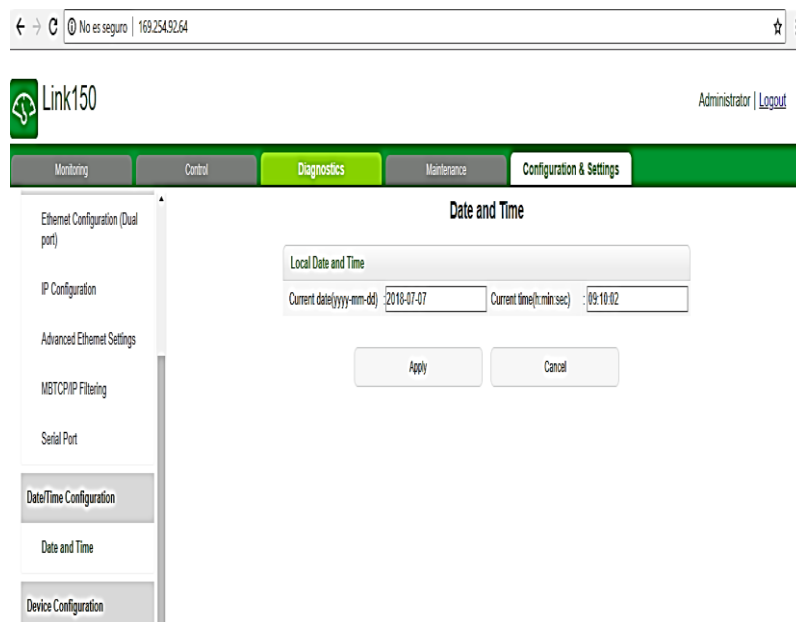 No es seguro | 169.254.92.64
Link150
Administrator | Logout
Monitoring Control Diagnostics Maintenance Configuration & Settings
Ethernet Configuration (Dual
port)
IP Configuration
Advanced Ethernet Settings
MBTCP/IP Filtering
Serial Port
Date/Time Configuration
Date and Time
Device Configuration
Date and Time
Local Date and Time
Current date(yyyy-mm-dd) :2018-07-07 Current time(h:min:sec) : 09:10:02
Apply Cancel